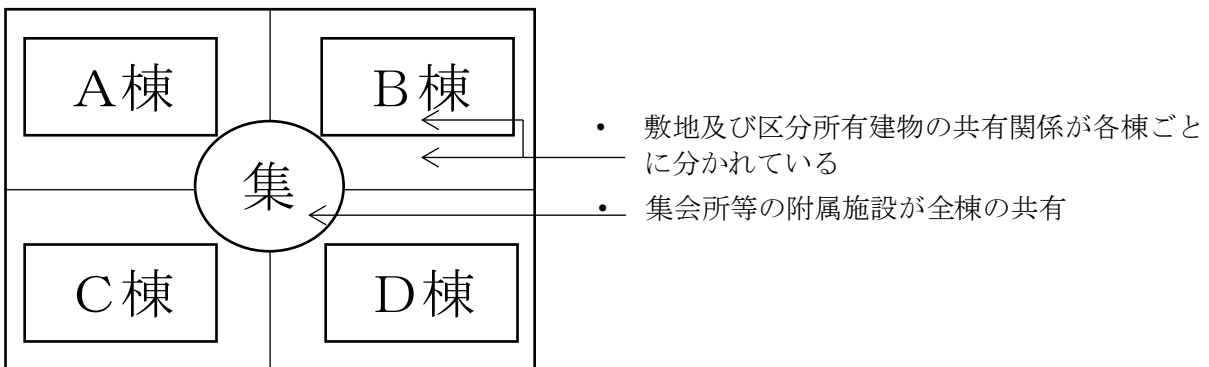 A棟
B棟
集
C棟
D棟
• 敷地及び区分所有建物の共有関係が各棟ごと
に分かれている
• 集会所等の附属施設が全棟の共有